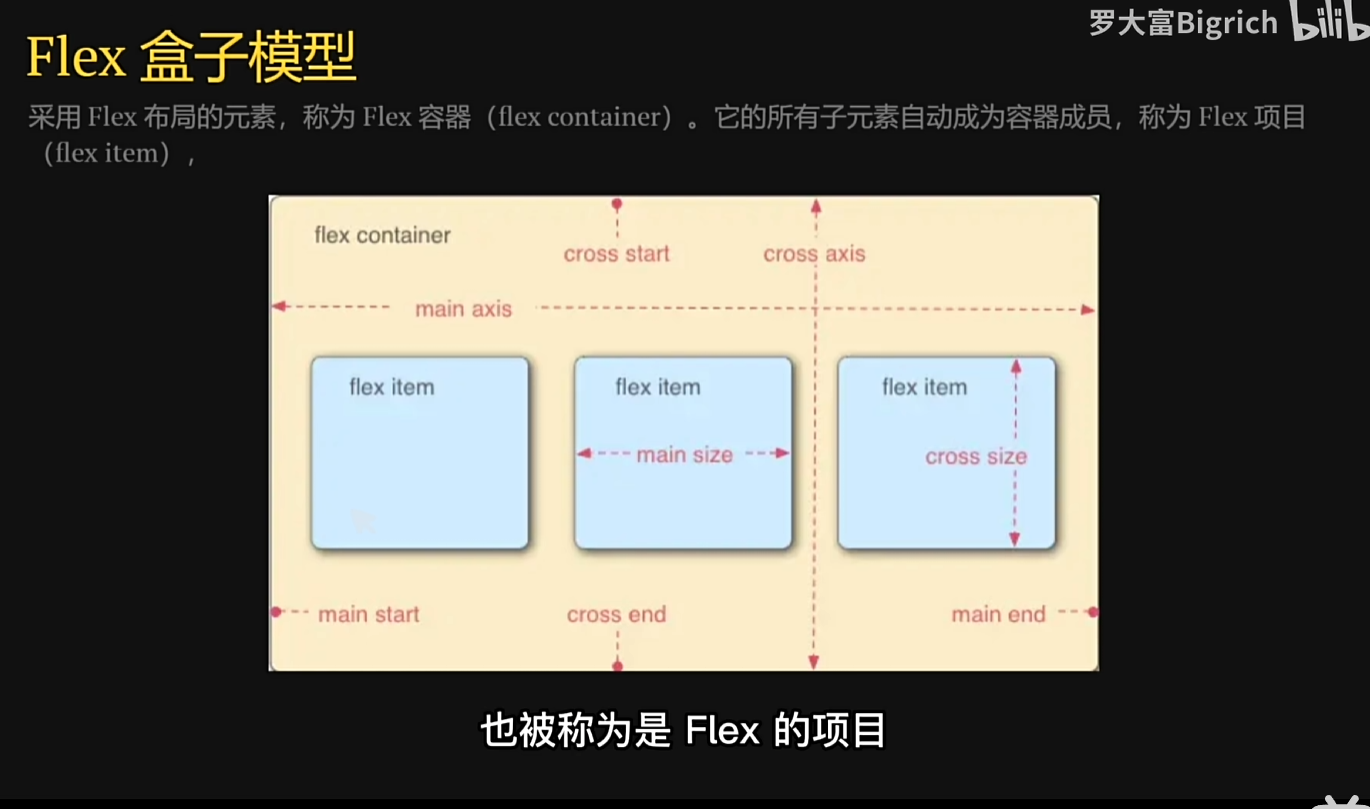 罗大富Bigrich bilib
Flex 盒子模型
采用 Flex 布局的元素，称为 Flex 容器（flex container）。它的所有子元素自动成为容器成员，称为 Flex 项目
（flex item），
flex container
cross start
cross axis
main axis
flex item
flex item
flex item
main size
cross size
main start
cross end
main end
也被称为是 Flex 的项目